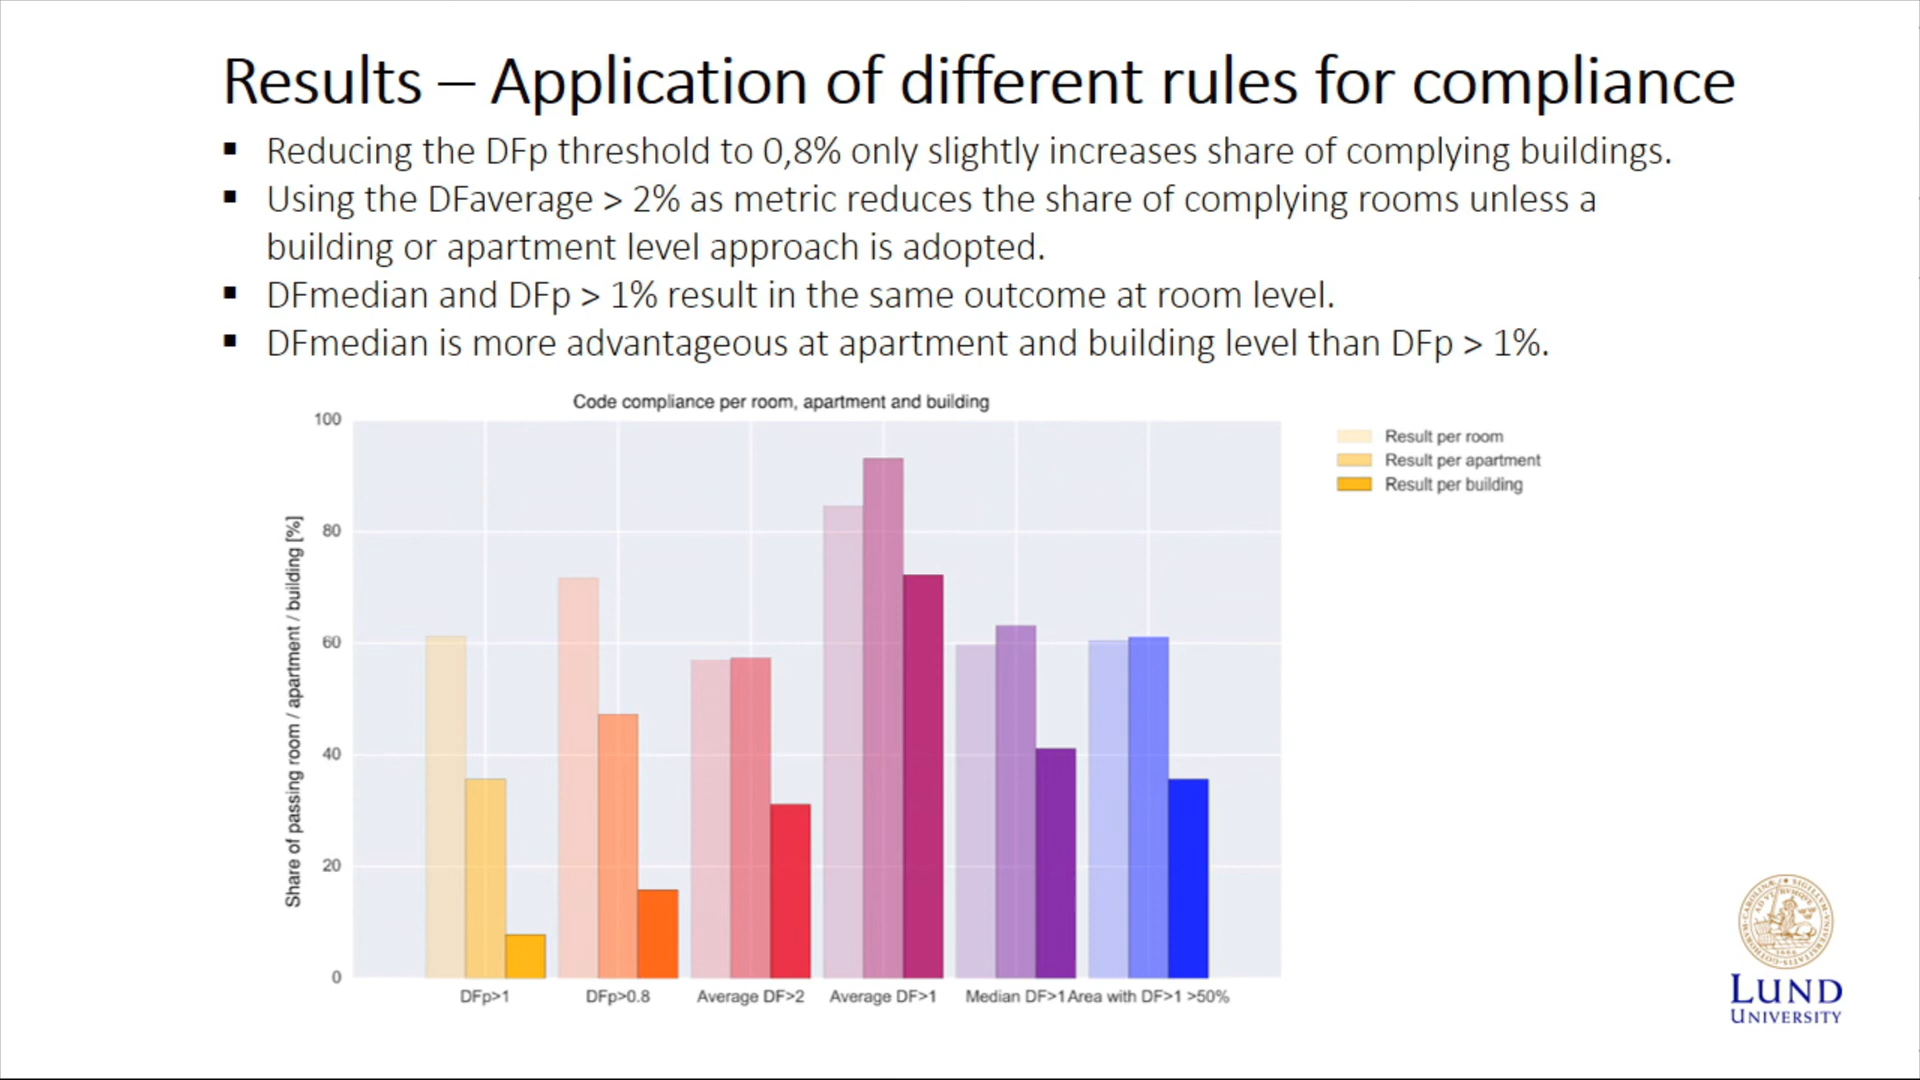 Results – Application of different rules for compliance
▪ Reducing the DFp threshold to 0,8% only slightly increases share of complying buildings.
▪ Using the DFaverage > 2% as metric reduces the share of complying rooms unless a
building or apartment level approach is adopted.
▪ DFmedian and DFp > 1% result in the same outcome at room level.
▪ DFmedian is more advantageous at apartment and building level than DFp > 1%.
Code compliance per room, apartment and building
Share of passing room / apartment / building [%]
100
80
60
40
20
0
DFp>1
DFp>0.8
Average DF>2
Average DF>1
Median DF>1
Area with DF>1 >50%
Result per room
Result per apartment
Result per building
LUND
UNIVERSITY